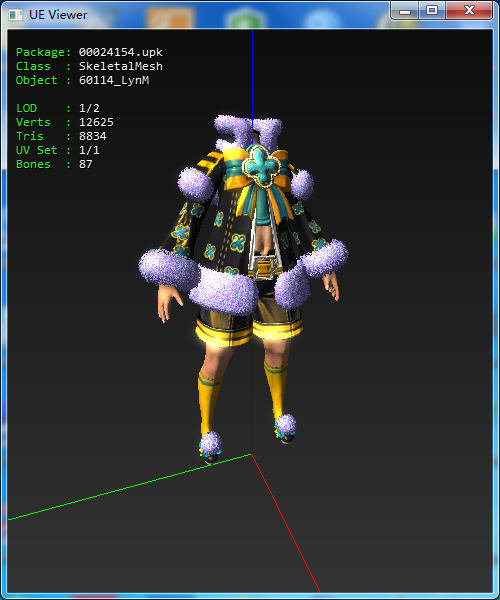 UE Viewer
Package: 00024154.upk
Class : SkeletalMesh
Object : 60114_LynM
LOD : 1/2
Verts : 12625
Tris : 8834
UV Set : 1/1
Bones : 87